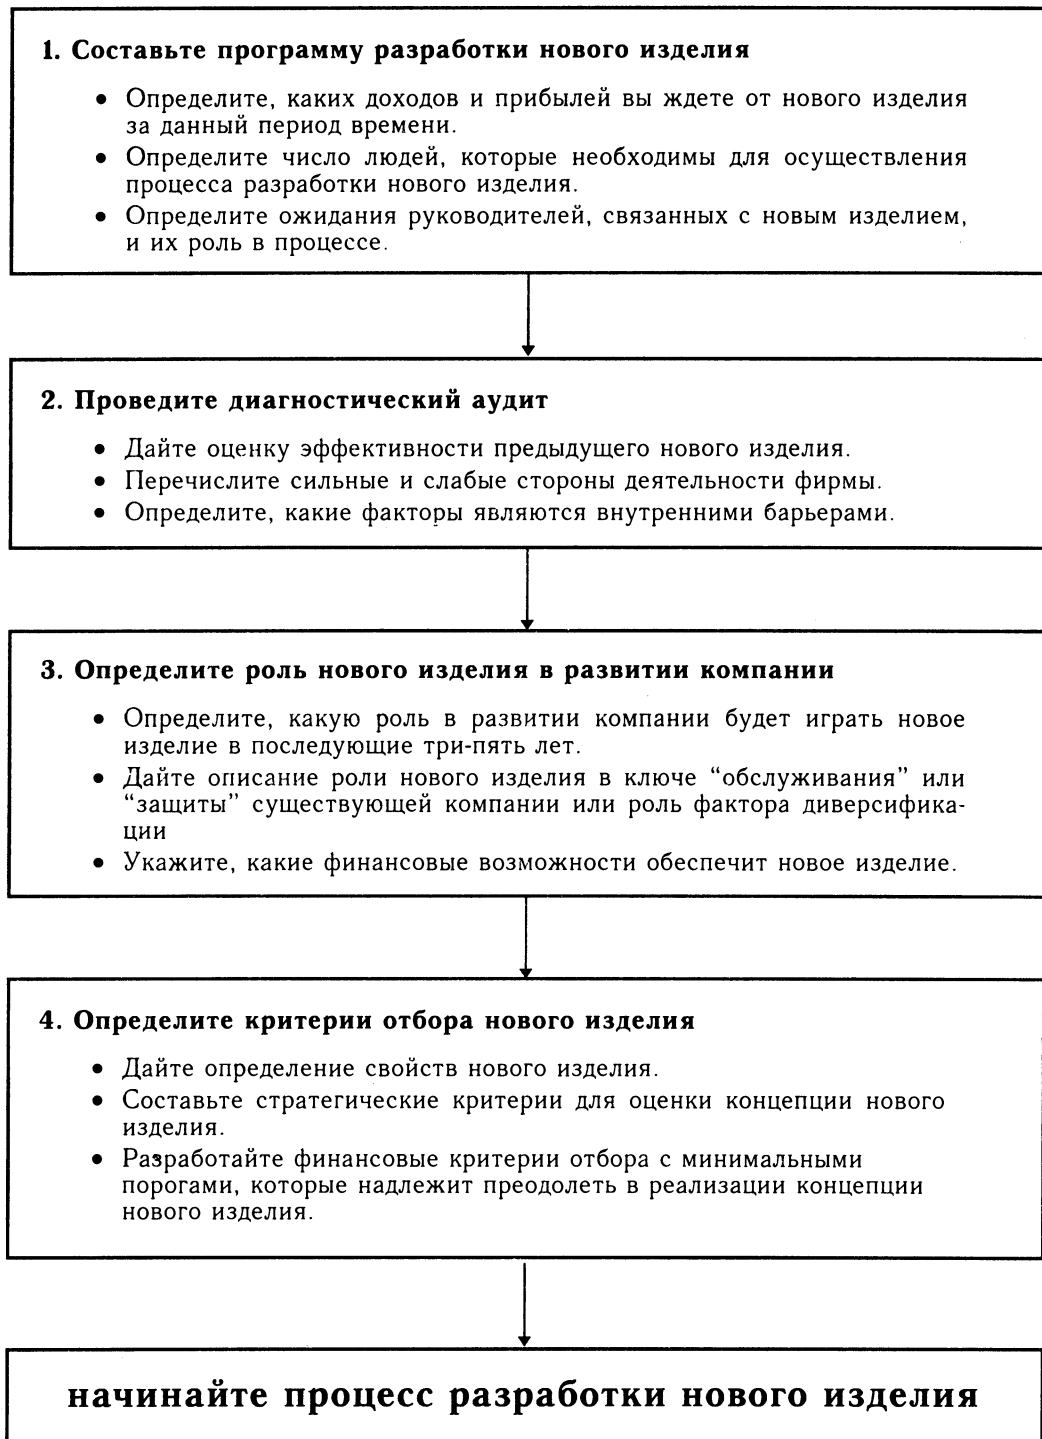 1. Составьте программу разработки нового изделия
• Определите, каких доходов и прибылей вы ждете от нового изделия
за данный период времени.
• Определите число людей, которые необходимы для осуществления
процесса разработки нового изделия.
• Определите ожидания руководителей, связанных с новым изделием,
и их роль в процессе.
2. Проведите диагностический аудит
• Дайте оценку эффективности предыдущего нового изделия.
• Перечислите сильные и слабые стороны деятельности фирмы.
• Определите, какие факторы являются внутренними барьерами.
3. Определите роль нового изделия в развитии компании
• Определите, какую роль в развитии компании будет играть новое
изделие в последующие три-пять лет.
• Дайте описание роли нового изделия в ключе “обслуживания” или
“защиты” существующей компании или роль фактора диверсифика-
ции
• Укажите, какие финансовые возможности обеспечит новое изделие.
4. Определите критерии отбора нового изделия
• Дайте определение свойств нового изделия.
• Составьте стратегические критерии для оценки концепции нового
изделия.
• Разработайте финансовые критерии отбора с минимальными
порогами, которые надлежит преодолеть в реализации концепции
нового изделия.
начинайте процесс разработки нового изделия